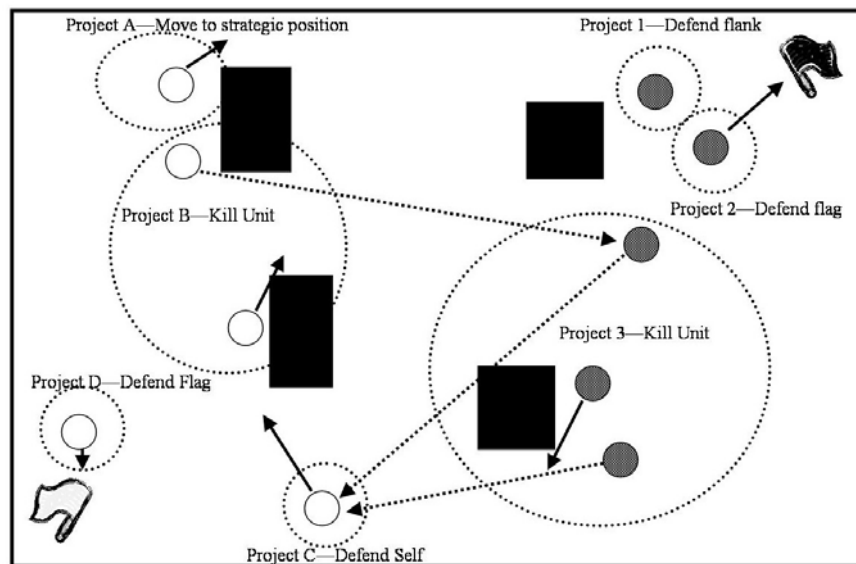 Project A—Move to strategic position
Project 1—Defend flank
Project B—Kill Unit
Project 2—Defend flag
Project 3—Kill Unit
Project D—Defend Flag
Project C—Defend Self